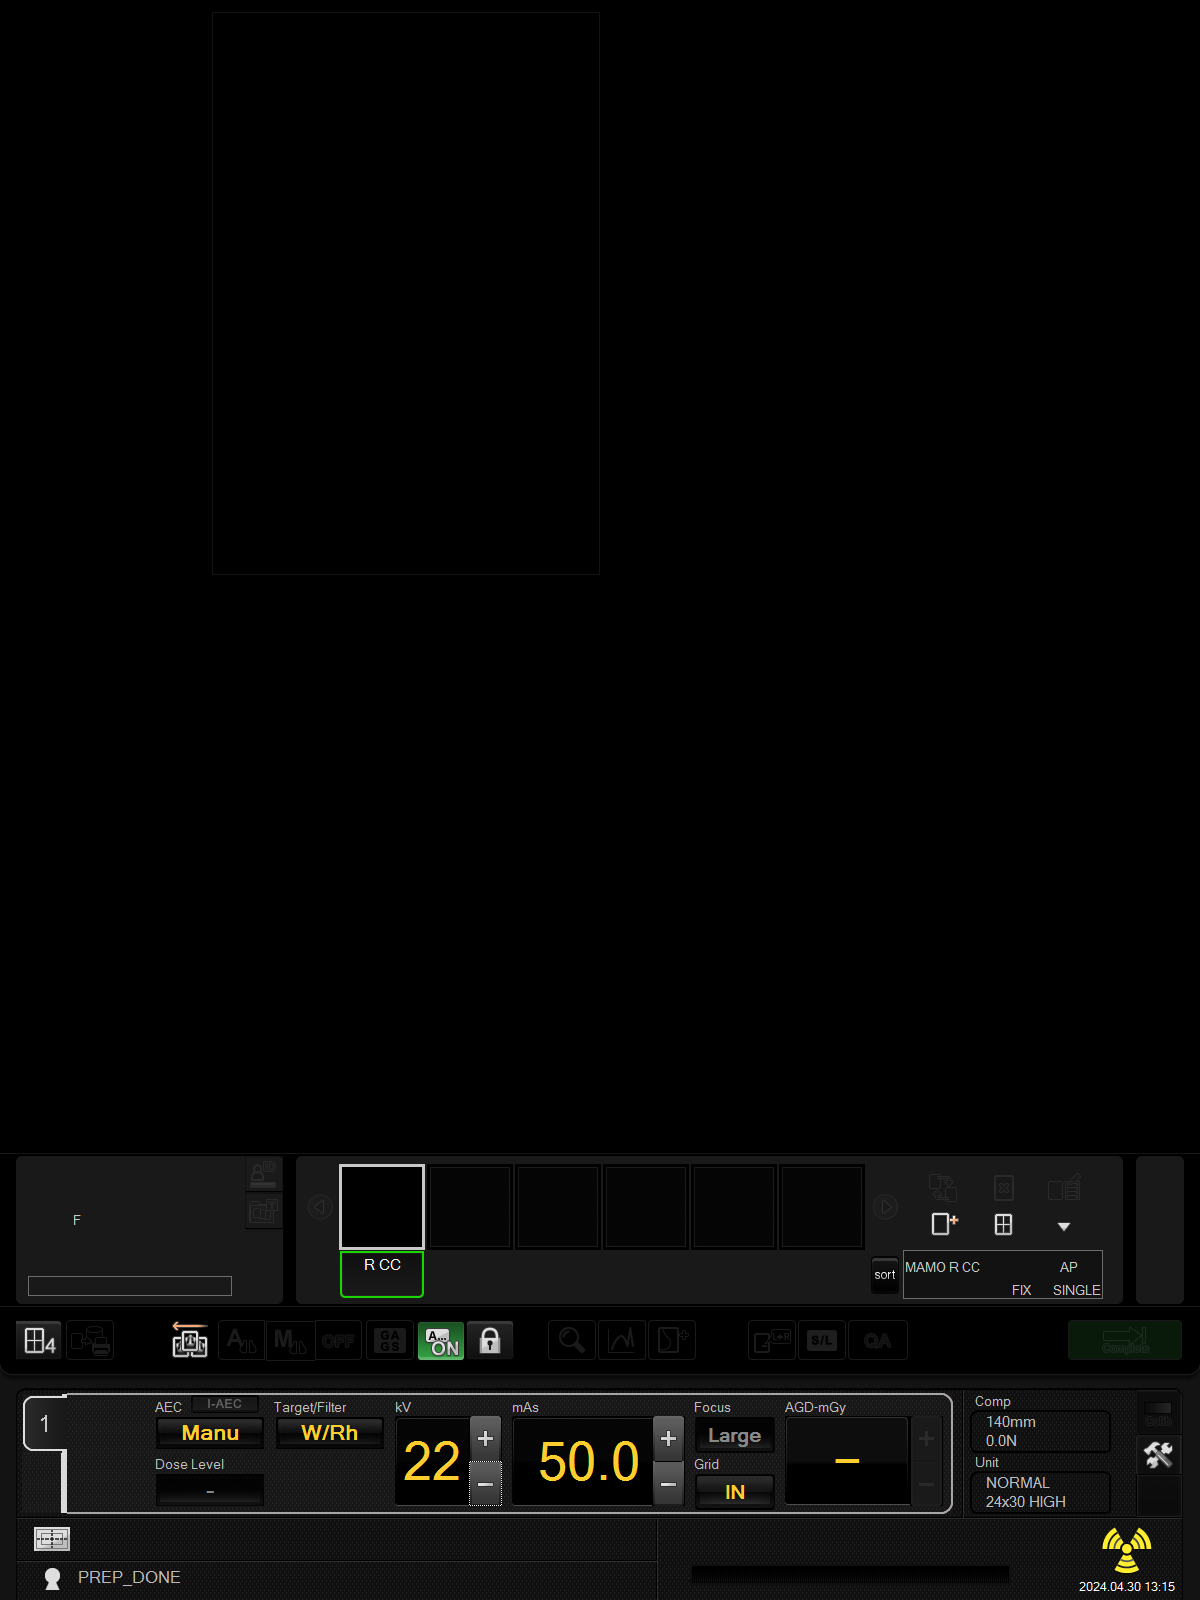 F
R CC
sort
MAMO R CC AP
FIX SINGLE
4
A
M
OFF
GA
GS
A...
ON
L+R
S/L
QA
Complete
1
AEC I-AEC
Manu
Dose Level
-
Target/Filter
W/Rh
kV
22
+
-
mAs
50.0
+
-
Focus
Large
Grid
IN
AGD-mGy
-
+
-
Comp
140mm
0.0N
Unit
NORMAL
24x30 HIGH
PREP_DONE
2024.04.30 13:15